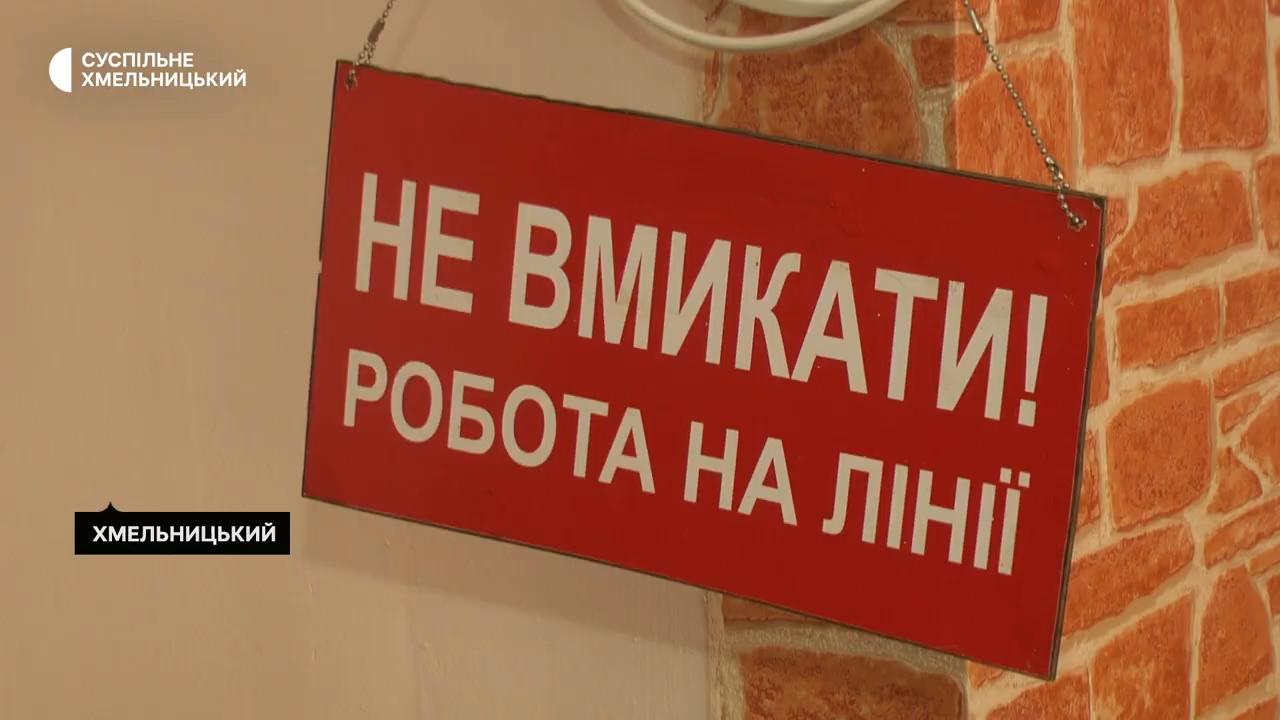 СУСПІЛЬНЕ
ХМЕЛЬНИЦЬКИЙ
НЕ ВМИКАТИ!
РОБОТА НА ЛІНІЇ
ХМЕЛЬНИЦЬКИЙ